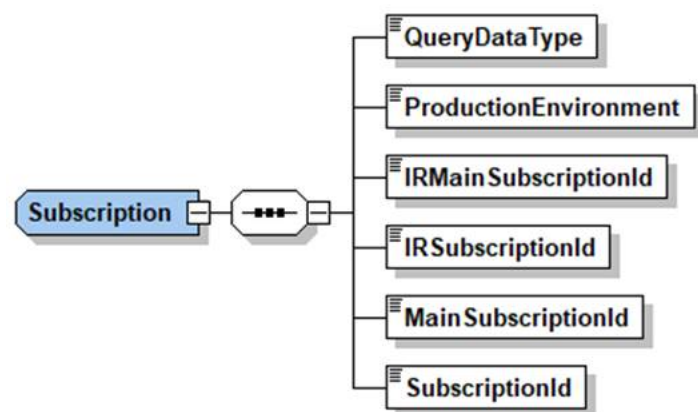 QueryDataType
ProductionEnvironment
IRMainSubscriptionId
Subscription
IRSubscriptionId
MainSubscriptionId
SubscriptionId